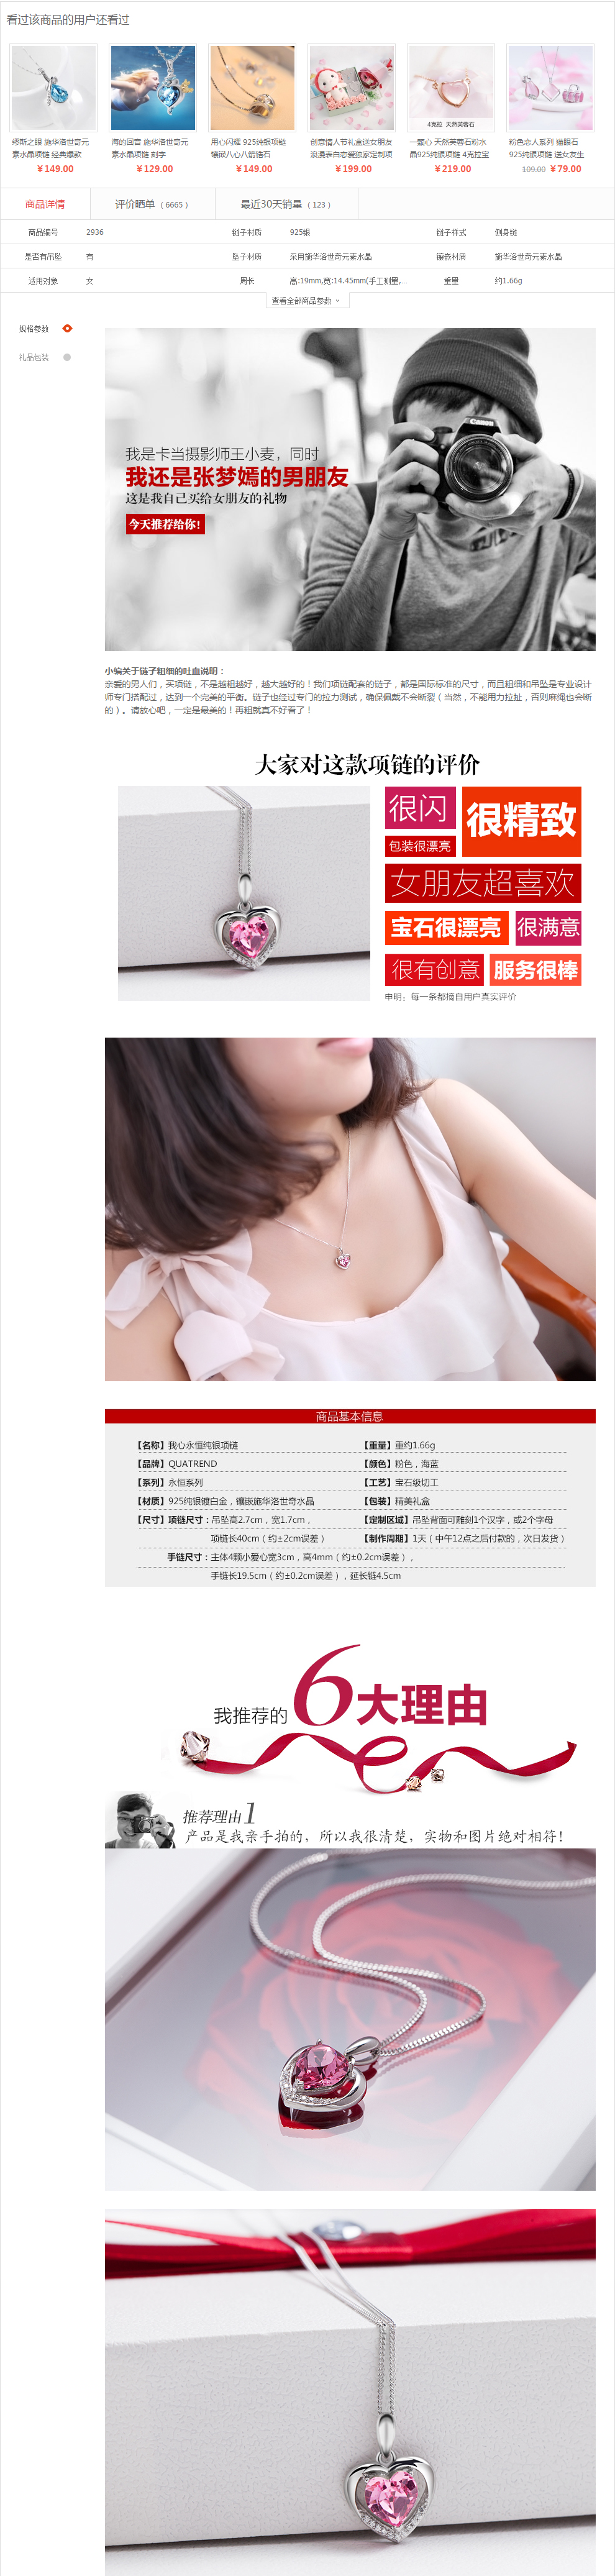 看过该商品的用户还看过
4克拉 天然芙蓉石
缪斯之眼 施华洛世奇元
素水晶项链 经典爆款
￥149.00
海的回音 施华洛世奇元
素水晶项链 刻字
￥129.00
用心闪耀 925纯银项链
镶嵌八心八箭锆石
￥149.00
创意情人节礼盒送女朋友
浪漫表白恋爱独家定制项
￥199.00
一颗心 天然芙蓉石粉水
晶925纯银项链 4克拉宝
￥219.00
粉色恋人系列 猫眼石
925纯银项链 送女友生
109.00 ￥79.00
商品详情 评价晒单（6665） 最近30天销量（123）
商品编号 2936 链子材质 925银 链子样式 侧身链
是否有吊坠 有 坠子材质 采用施华洛世奇元素水晶 镶嵌材质 施华洛世奇元素水晶
适用对象 女 周长 高:19mm,宽:14.45mm(手工测量,... 重量 约1.66g
查看全部商品参数
规格参数
礼品包装
我是卡当摄影师王小麦，同时
我还是张梦嫣的男朋友
这是我自己买给女朋友的礼物
今天推荐给你!
小编关于链子粗细的吐血说明：
亲爱的男人们，买项链，不是越粗越好，越大越好的！我们项链配套的链子，都是国际标准的尺寸，而且粗细和吊坠是专业设计
师专门搭配过，达到一个完美的平衡。链子也经过专门的拉力测试，确保佩戴不会断裂（当然，不能用力拉扯，否则麻绳也会断
的）。请放心吧，一定是最美的！再粗就真不好看了！
大家对这款项链的评价
很闪
很精致
包装很漂亮
女朋友超喜欢
宝石很漂亮
很满意
很有创意
服务很棒
申明：每一条都摘自用户真实评价
商品基本信息
【名称】我心永恒纯银项链 【重量】重约1.66g
【品牌】QUATREND 【颜色】粉色，海蓝
【系列】永恒系列 【工艺】宝石级切工
【材质】925纯银镀白金，镶嵌施华洛世奇水晶 【包装】精美礼盒
【尺寸】项链尺寸：吊坠高2.7cm，宽1.7cm， 【定制区域】吊坠背面可雕刻1个汉字，或2个字母
项链长40cm（约±2cm误差） 【制作周期】1天（中午12点之后付款的，次日发货）
手链尺寸：主体4颗小爱心宽3cm，高4mm（约±0.2cm误差），
手链长19.5cm（约±0.2cm误差），延长链4.5cm
我推荐的6大理由
推荐理由1
产品是我亲手拍的，所以我很清楚，实物和图片绝对相符！